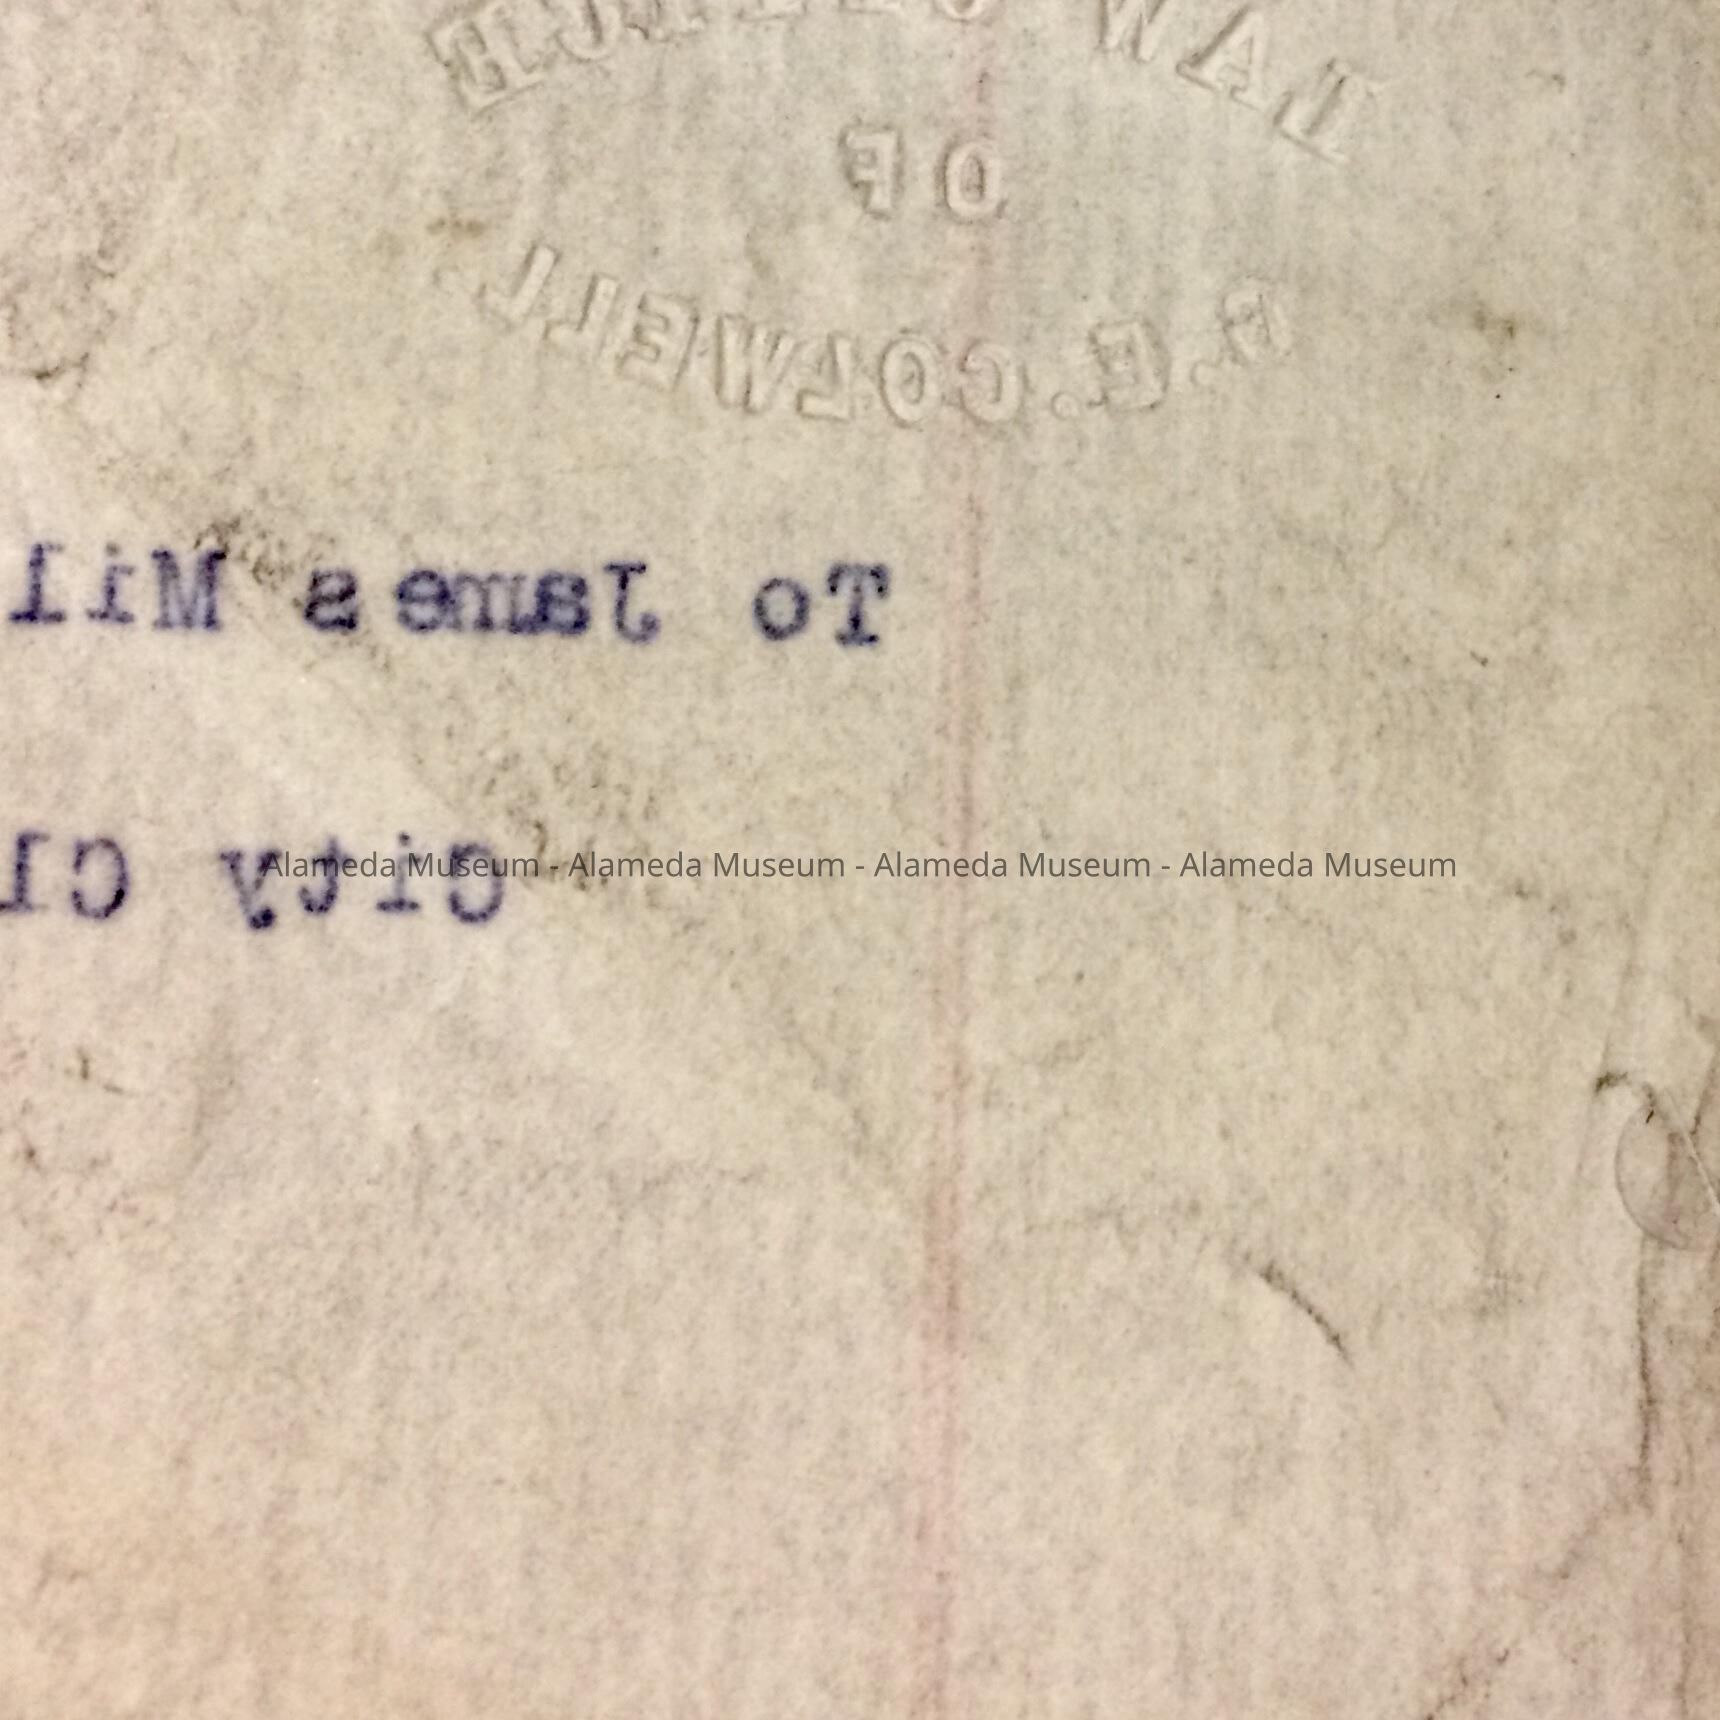 LAW OFFICE
OF
COLWELL
To James Mil
City Cl
Alameda Museum - Alameda Museum - Alameda Museum - Alameda Museum